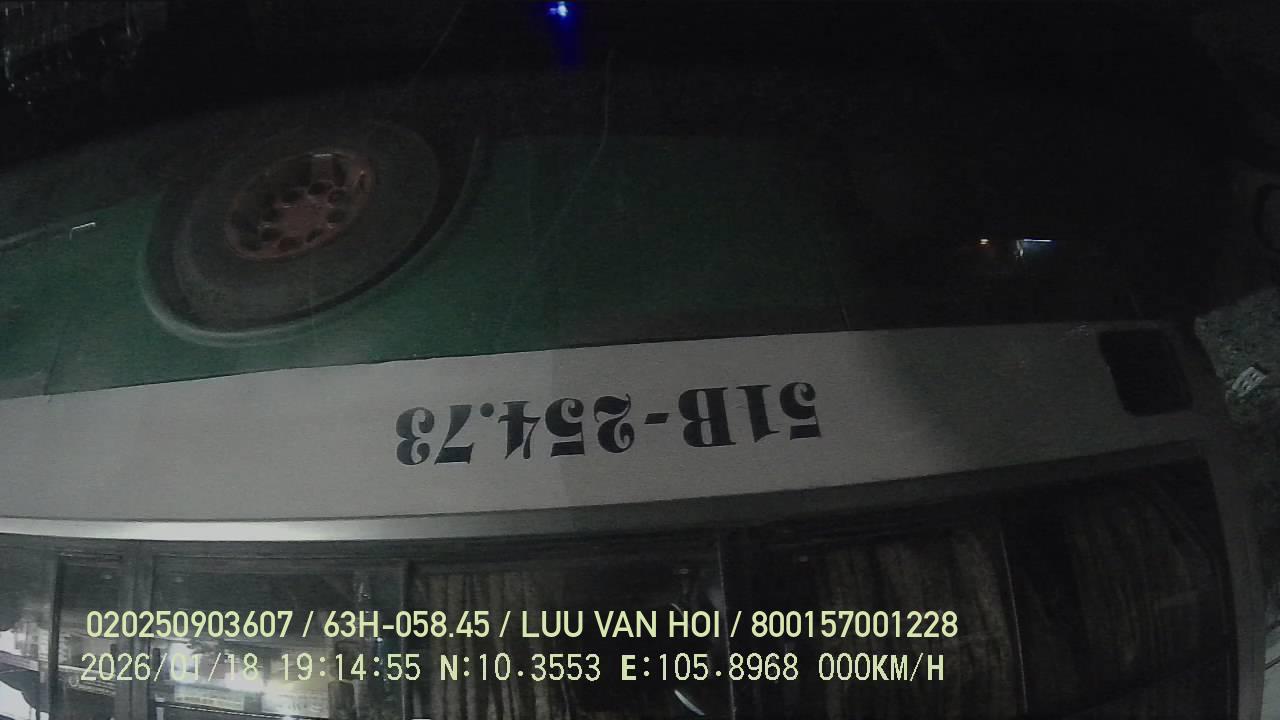 51B-254.73
020250903607 / 63H-058.45 / LUU VAN HOI / 800157001228
2026/01/18 19:14:55 N:10.3553 E:105.8968 000KM/H